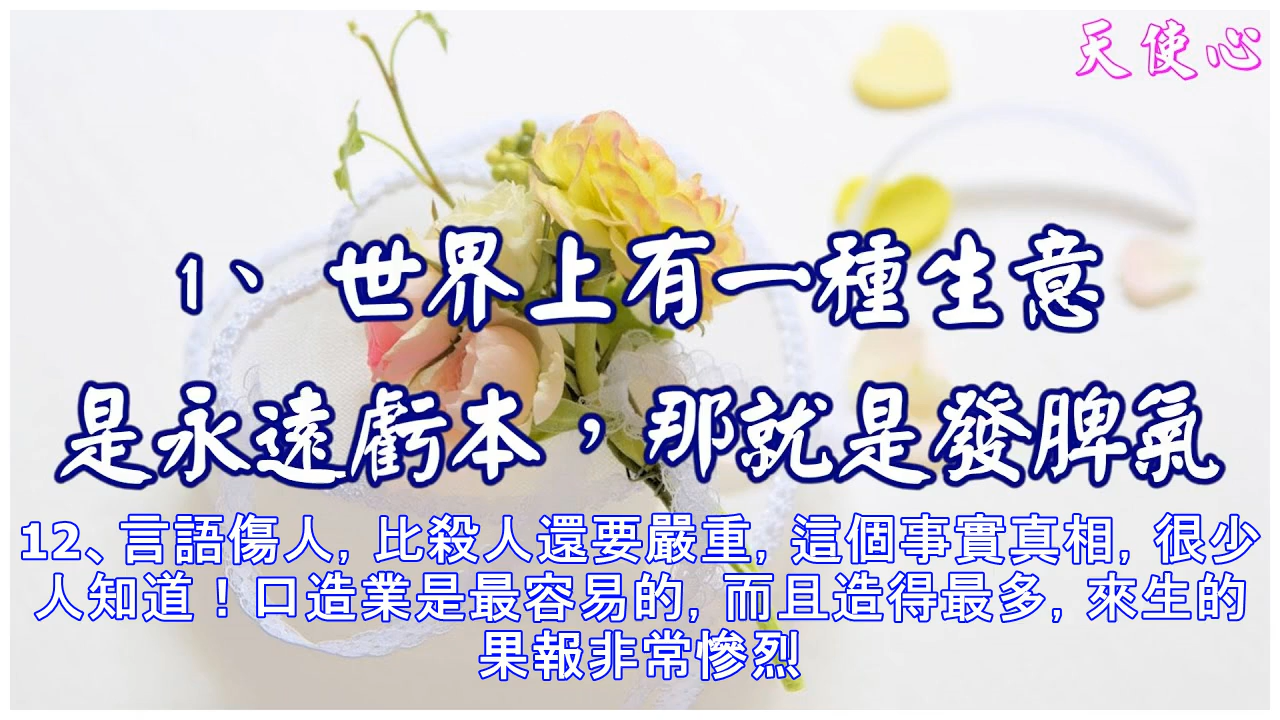 天使心
1、 世界上有一種生意
是永遠虧本，那就是發脾氣
12、言語傷人, 比殺人還要嚴重, 這個事實真相, 很少
人知道！口造業是最容易的, 而且造得最多, 來生的
果報非常慘烈